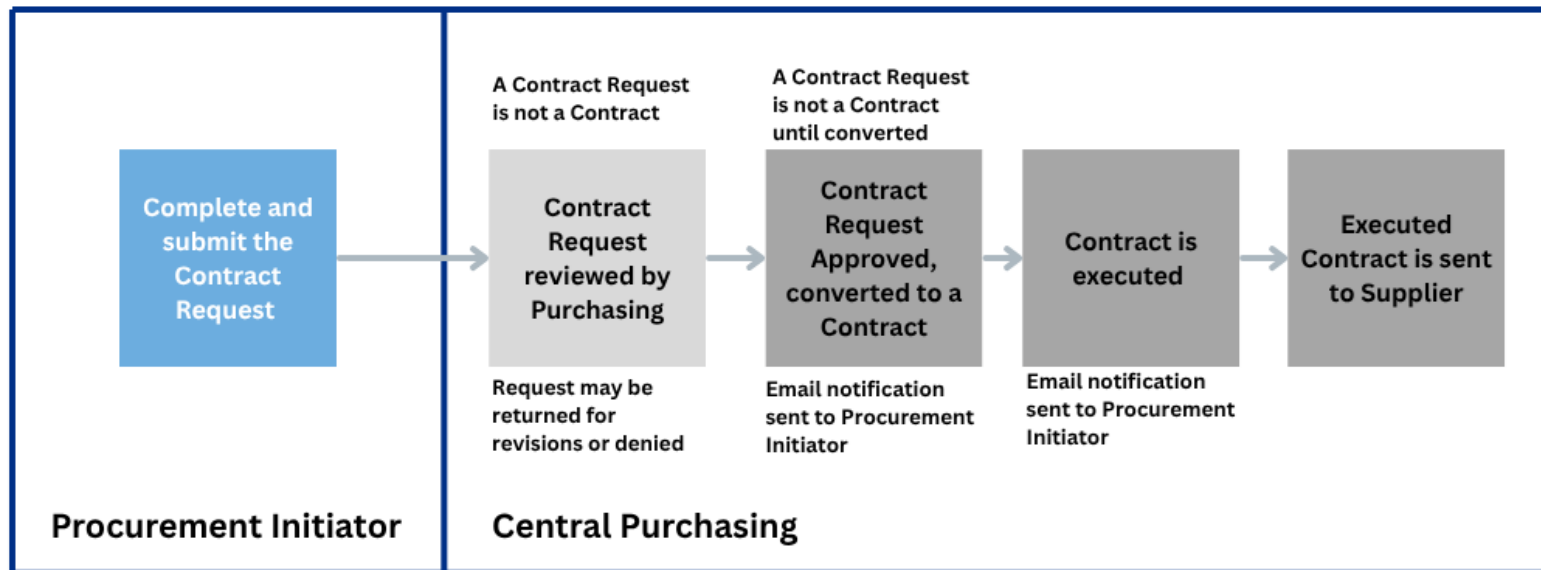 A Contract Request
is not a Contract
A Contract Request
is not a Contract
until converted
Complete and
submit the
Contract
Request
Contract
Request
reviewed by
Purchasing
Contract
Request
Approved,
converted to a
Contract
Contract is
executed
Executed
Contract is sent
to Supplier
Request may be
returned for
revisions or denied
Email notification
sent to Procurement
Initiator
Email notification
sent to Procurement
Initiator
Procurement Initiator
Central Purchasing